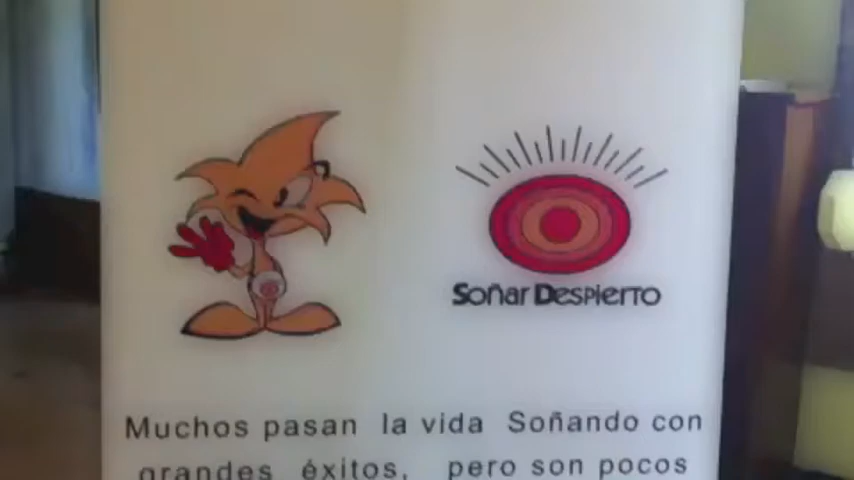 Soñar Despierto
Muchos pasan la vida Soñando con
grandes éxitos, pero son pocos